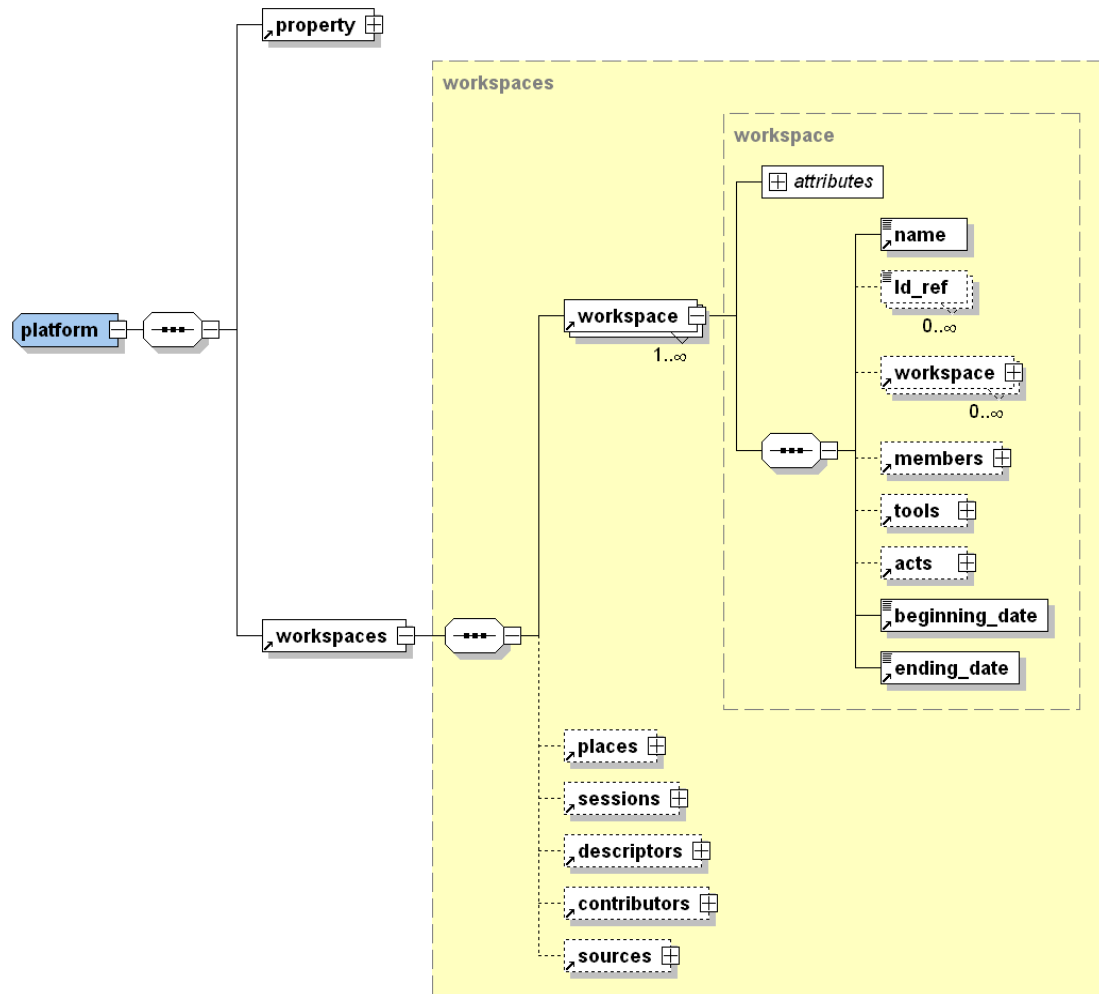 property
workspaces
workspace
attributes
name
ld_ref
0..∞
workspace
1..∞
platform
workspace
0..∞
members
tools
acts
beginning_date
workspaces
ending_date
places
sessions
descriptors
contributors
sources